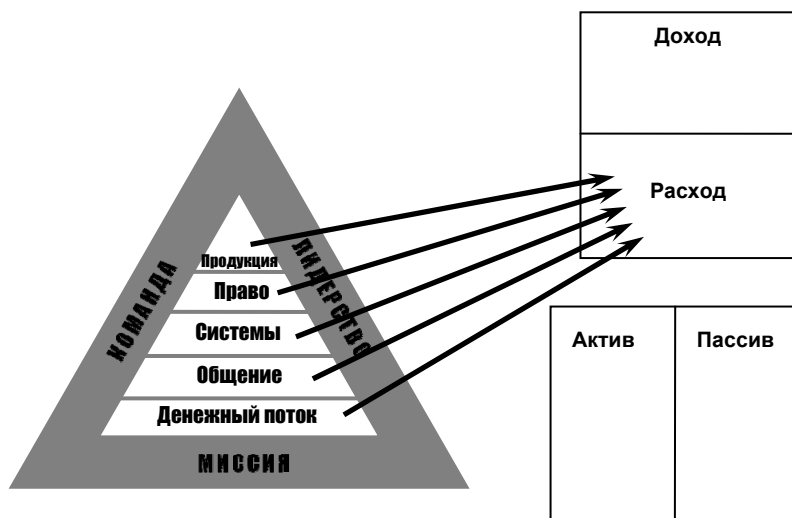 Доход
Расход
КОМАНДА
ЛИДЕРСТВО
Продукция
Право
Системы
Общение
Денежный поток
МИССИЯ
Актив
Пассив